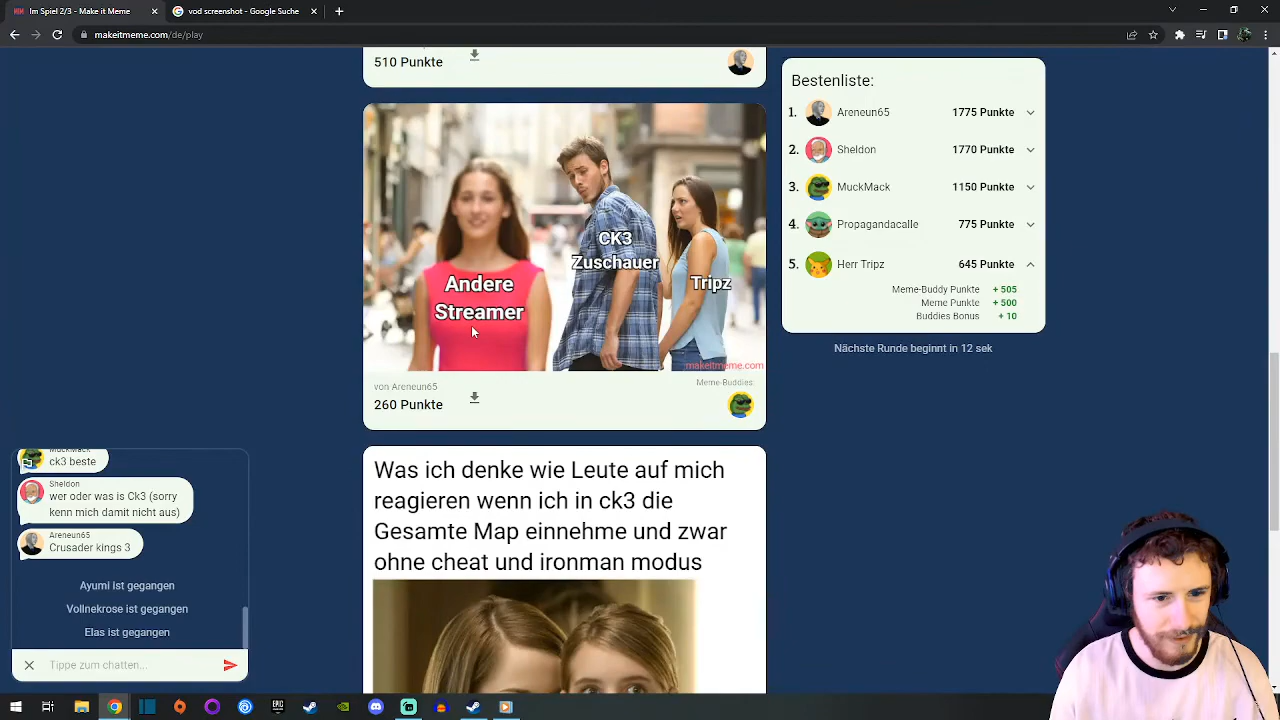 Im Spiel 2/3 - Make it Meme
vvd screenshot - Google Suche
makeitmeme.com/de/play
510 Punkte
Andere
Streamer
CK3
Zuschauer
Tripz
makeitmeme.com
von Areneun65
260 Punkte
Meme-Buddies:
Was ich denke wie Leute auf mich
reagieren wenn ich in ck3 die
Gesamte Map einnehme und zwar
ohne cheat und ironman modus
Bestenliste:
1. Areneun65 1775 Punkte
2. Sheldon 1770 Punkte
3. MuckMack 1150 Punkte
4. Propagandacalle 775 Punkte
5. Herr Tripz 645 Punkte
Meme-Buddy Punkte + 505
Meme Punkte + 500
Buddies Bonus + 10
Nächste Runde beginnt in 12 sek
MuckMack
ck3 beste
Sheldon
wer oder was is Ck3 (sorry
kenn mich damit nicht aus)
Areneun65
Crusader kings 3
Ayumi ist gegangen
Vollnekrose ist gegangen
Elas ist gegangen
Tippe zum chatten...
EPIC